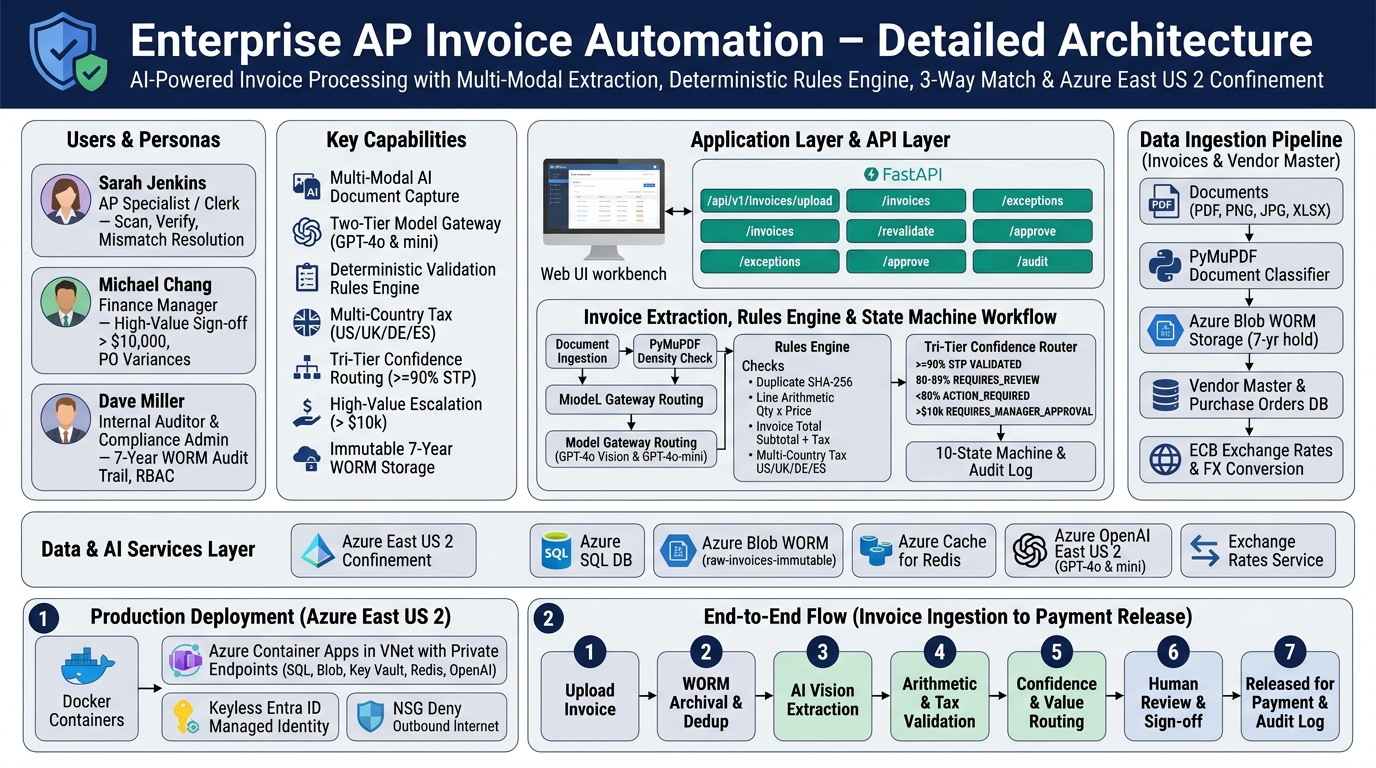 Enterprise AP Invoice Automation – Detailed Architecture
AI-Powered Invoice Processing with Multi-Modal Extraction, Deterministic Rules Engine, 3-Way Match & Azure East US 2 Confinement
Users & Personas
Sarah Jenkins
AP Specialist / Clerk
– Scan, Verify,
Mismatch Resolution
Michael Chang
Finance Manager
– High-Value Sign-off
> $10,000,
PO Variances
Dave Miller
Internal Auditor &
Compliance Admin
– 7-Year WORM Audit
Trail, RBAC
Key Capabilities
AI
Multi-Modal AI
Document Capture
Two-Tier Model Gateway
(GPT-4o & mini)
Deterministic Validation
Rules Engine
Multi-Country Tax
(US/UK/DE/ES)
Tri-Tier Confidence
Routing (>=90% STP)
$
High-Value Escalation
(> $10k)
Immutable 7-Year
WORM Storage
Application Layer & API Layer
Web UI workbench
FastAPI
/api/v1/Invoices/upload
/invoices
/exceptions
/invoices
/revalidate
/approve
/exceptions
/approve
/audit
Invoice Extraction, Rules Engine & State Machine Workflow
Document
Ingestion
PyMuPDF
Density Check
ModeL Gateway Routing
Model Gateway Routing
(GPT-4o Vision & GPT-4o-mini)
Rules Engine
Checks
• Duplicate SHA-256
• Line Arithmetic
Qty x Price
• Invoice Total
Subtotal + Tax
• Multi-Country Tax
US/UK/DE/ES
Tri-Tier Confidence Router
>=90% STP VALIDATED
80-89% REQUIRES_REVIEW
<80% ACTION_REQUIRED
>$10k REQUIRES_MANAGER_APPROVAL
10-State Machine &
Audit Log
Data Ingestion Pipeline
(Invoices & Vendor Master)
PDF
Documents
(PDF, PNG, JPG, XLSX)
PyMuPDF
Document Classifier
Azure Blob WORM
Storage (7-yr hold)
Vendor Master &
Purchase Orders DB
ECB Exchange Rates
& FX Conversion
Data & AI Services Layer
Azure East US 2
Confinement
SQL
Azure
SQL DB
Azure Blob WORM
(raw-invoices-immutable)
Azure Cache
for Redis
Azure OpenAI
East US 2
(GPT-4o & mini)
Exchange
Rates Service
1
Production Deployment (Azure East US 2)
Docker
Containers
Azure Container Apps in VNet with Private
Endpoints (SQL, Blob, Key Vault, Redis, OpenAI)
Keyless Entra ID
Managed Identity
NSG Deny
Outbound Internet
2
End-to-End Flow (Invoice Ingestion to Payment Release)
1
Upload
Invoice
2
WORM
Archival &
Dedup
3
AI Vision
Extraction
4
Arithmetic
& Tax
Validation
5
Confidence
& Value
Routing
6
Human
Review &
Sign-off
7
Released for
Payment &
Audit Log